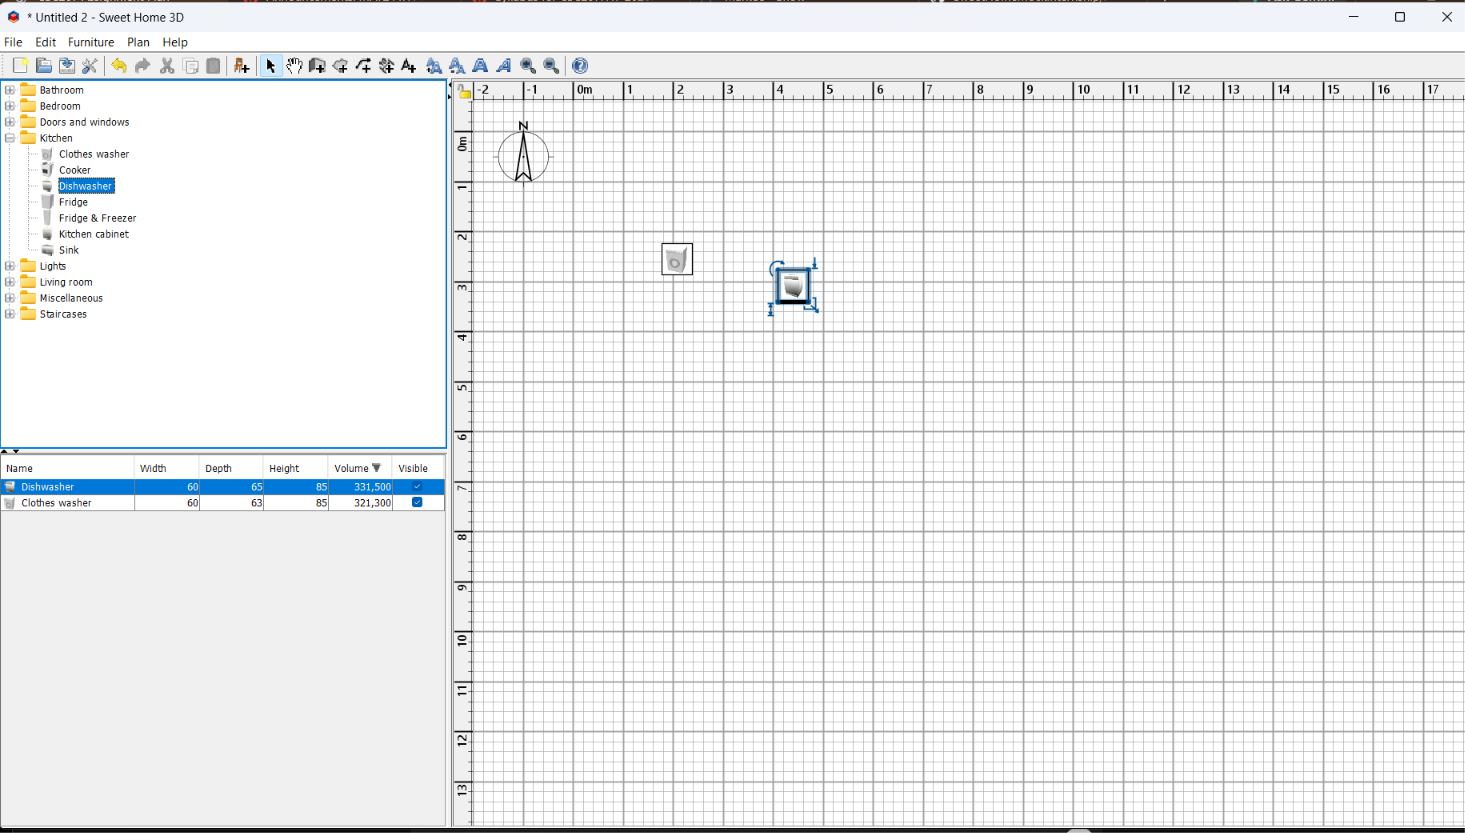 * Untitled 2 - Sweet Home 3D
File Edit Furniture Plan Help
Bathroom
Bedroom
Doors and windows
Kitchen
Clothes washer
Cooker
Dishwasher
Fridge
Fridge & Freezer
Kitchen cabinet
Sink
Lights
Living room
Miscellaneous
Staircases
Name Width Depth Height Volume Visible
Dishwasher 60 65 85 331,500
Clothes washer 60 63 85 321,300
-2 -1 0m 1 2 3 4 5 6 7 8 9 10 11 12 13 14 15 16 17
N
0m
1
2
3
4
5
6
7
8
9
10
11
12
13